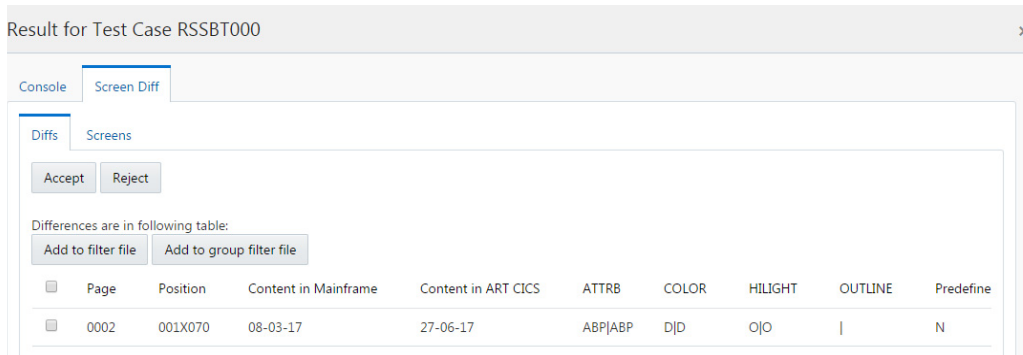 Result for Test Case RSSBT000
Console Screen Diff
Diffs Screens
Accept Reject
Differences are in following table:
Add to filter file Add to group filter file
Page Position Content in Mainframe Content in ART CICS ATTRB COLOR HILIGHT OUTLINE Predefine
0002 001X070 08-03-17 27-06-17 ABP|ABP D|D O|O | N